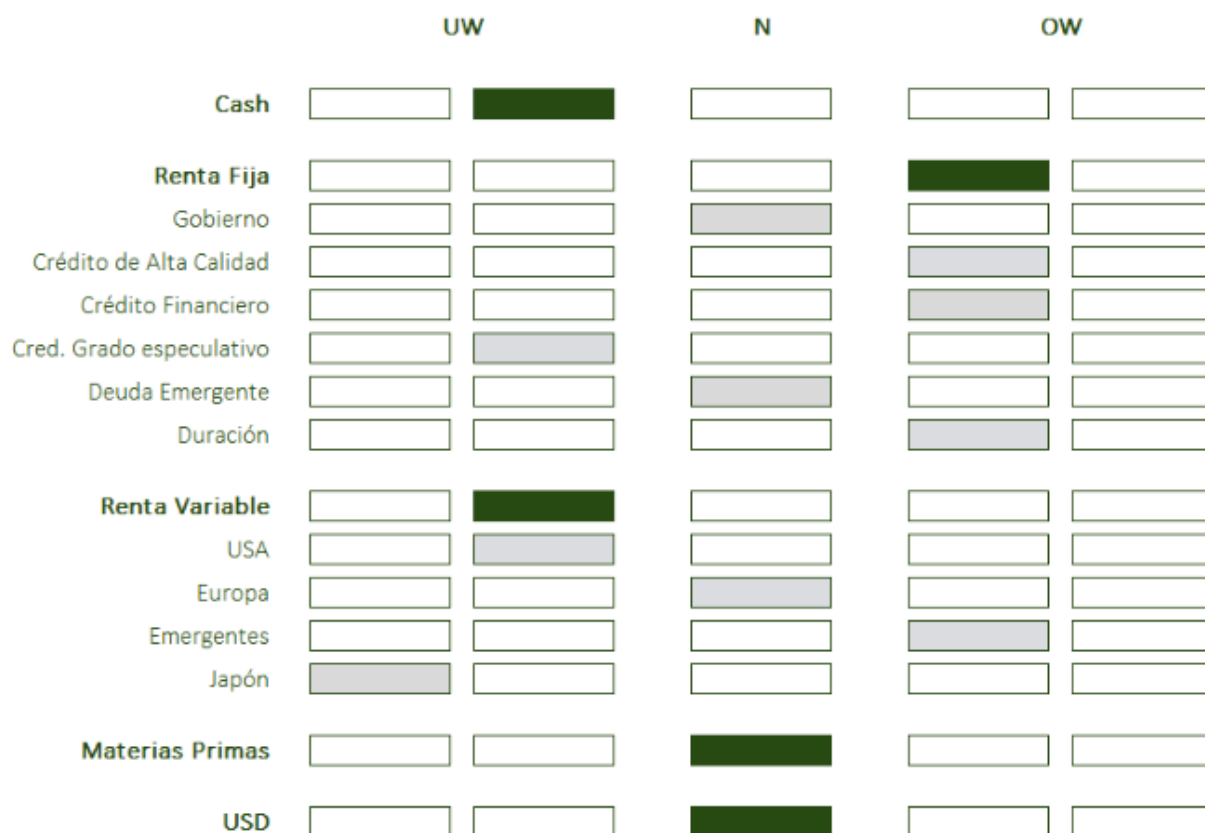 UW N OW
Cash
Renta Fija
Gobierno
Crédito de Alta Calidad
Crédito Financiero
Cred. Grado especulativo
Deuda Emergente
Duración
Renta Variable
USA
Europa
Emergentes
Japón
Materias Primas
USD